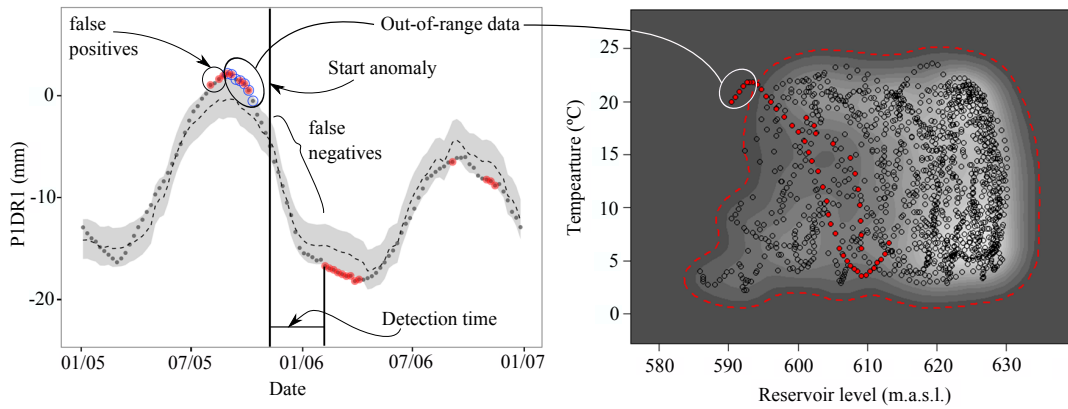 false
positives
Out-of-range data
Start anomaly
false
negatives
Detection time
P1DR1 (mm)
0
-10
-20
01/05
07/05
01/06
07/06
01/07
Date
Tempearture (ºC)
25
20
15
10
5
0
580
590
600
610
620
630
Reservoir level (m.a.s.l.)